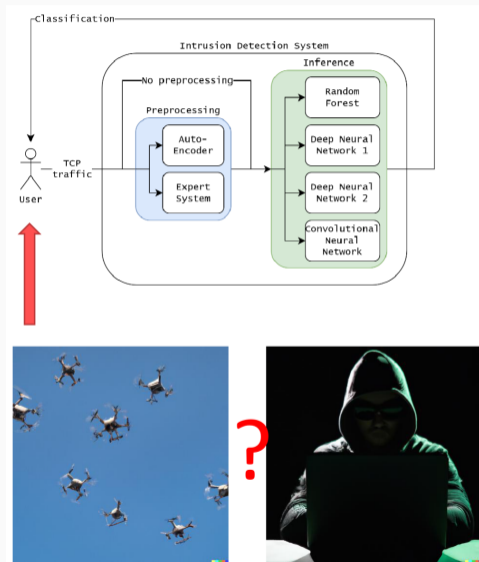 Classification
Intrusion Detection System
Inference
No preprocessing
Preprocessing
Random
Forest
Auto-
Encoder
Deep Neural
Network 1
TCP
traffic
Expert
System
Deep Neural
Network 2
User
Convolutional
Neural
Network
?